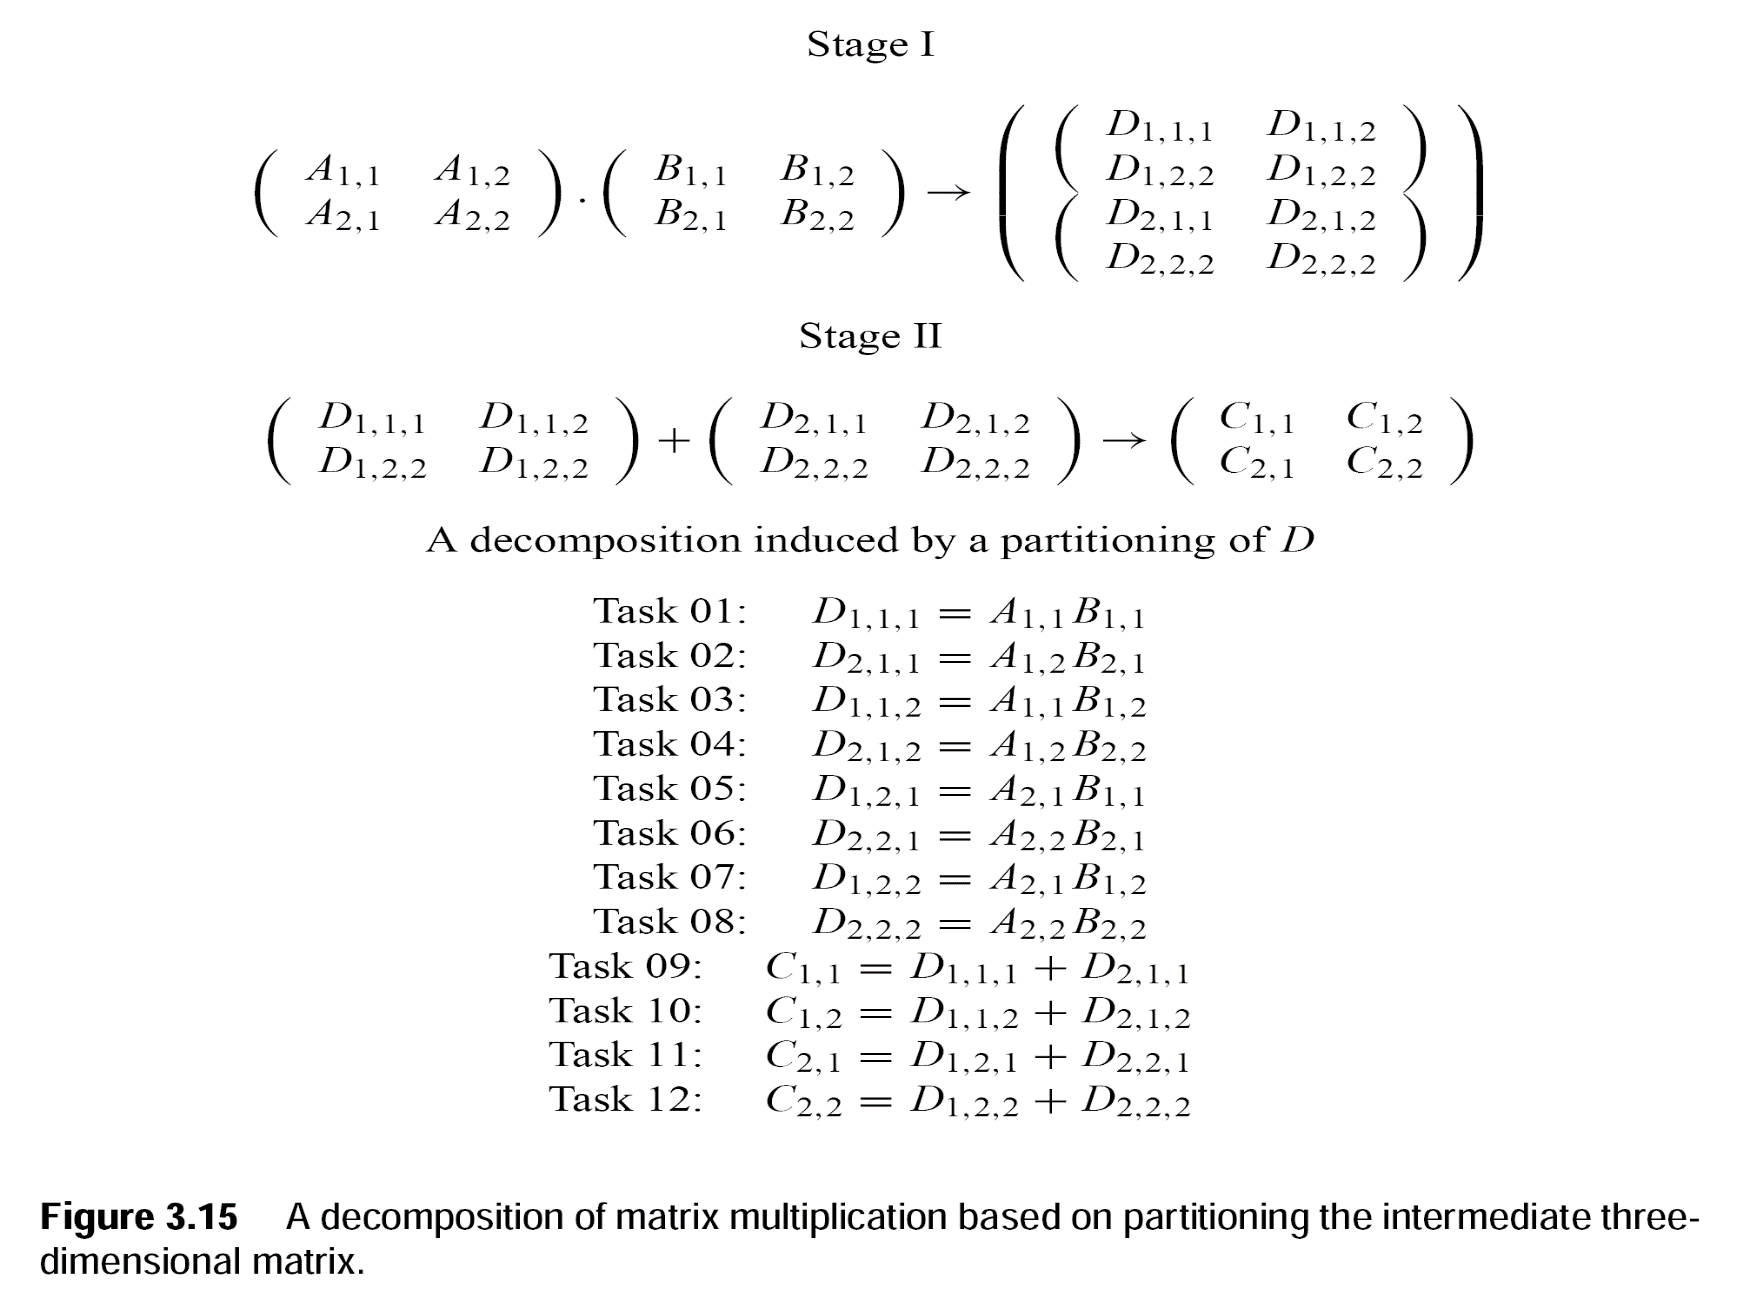 Stage I
( A1,1 A1,2 ) . ( B1,1 B1,2 ) → ( ( D1,1,1 D1,1,2 )
( A2,1 A2,2 ) ( B2,1 B2,2 ) ( D1,2,2 D1,2,2 )
( D2,1,1 D2,1,2 )
( D2,2,2 D2,2,2 ) )
Stage II
( D1,1,1 D1,1,2 ) + ( D2,1,1 D2,1,2 ) → ( C1,1 C1,2 )
( D1,2,2 D1,2,2 ) ( D2,2,2 D2,2,2 ) ( C2,1 C2,2 )
A decomposition induced by a partitioning of D
Task 01: D1,1,1 = A1,1B1,1
Task 02: D2,1,1 = A1,2B2,1
Task 03: D1,1,2 = A1,1B1,2
Task 04: D2,1,2 = A1,2B2,2
Task 05: D1,2,1 = A2,1B1,1
Task 06: D2,2,1 = A2,2B2,1
Task 07: D1,2,2 = A2,1B1,2
Task 08: D2,2,2 = A2,2B2,2
Task 09: C1,1 = D1,1,1 + D2,1,1
Task 10: C1,2 = D1,1,2 + D2,1,2
Task 11: C2,1 = D1,2,1 + D2,2,1
Task 12: C2,2 = D1,2,2 + D2,2,2
Figure 3.15 A decomposition of matrix multiplication based on partitioning the intermediate three-
dimensional matrix.